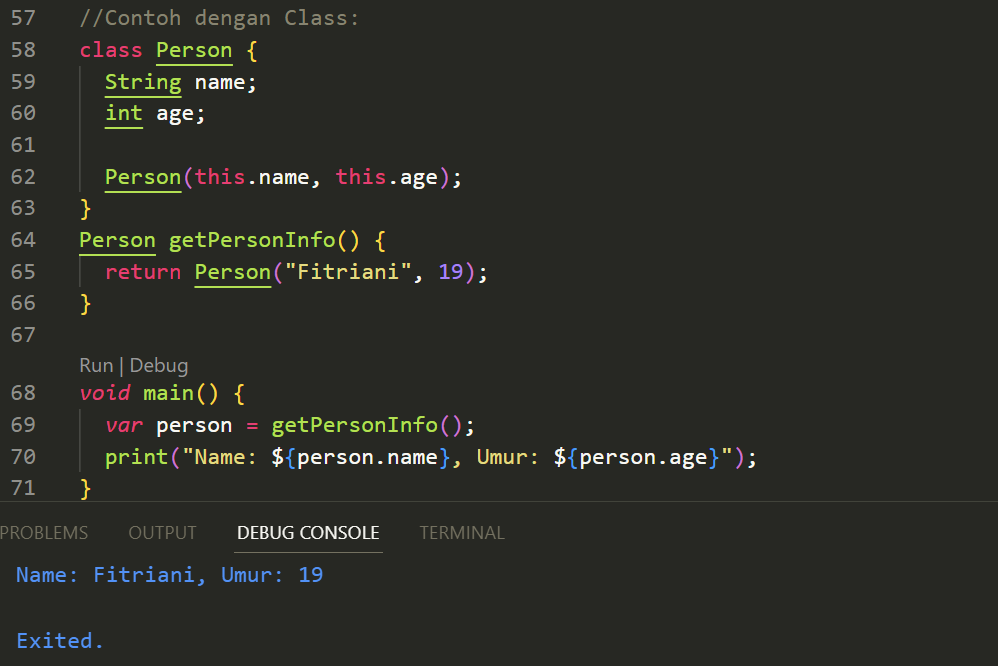 57 //Contoh dengan Class:
58 class Person {
59 String name;
60 int age;
61
62 Person(this.name, this.age);
63 }
64 Person getPersonInfo() {
65 return Person("Fitriani", 19);
66 }
67
Run | Debug
68 void main() {
69 var person = getPersonInfo();
70 print("Name: ${person.name}, Umur: ${person.age}");
71 }
PROBLEMS OUTPUT DEBUG CONSOLE TERMINAL
Name: Fitriani, Umur: 19
Exited.